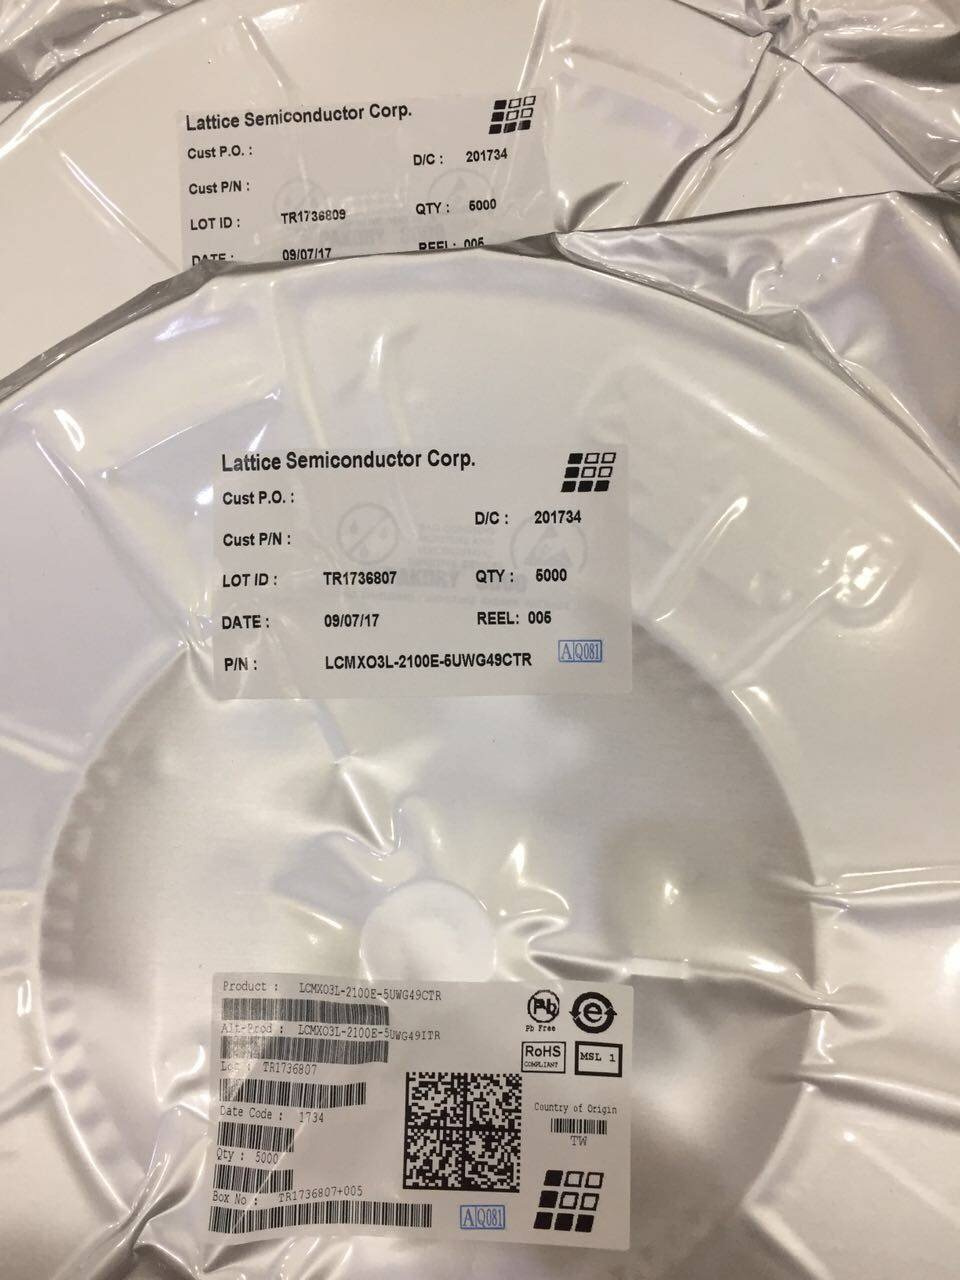 Lattice Semiconductor Corp.
Cust P.O. :
D/C : 201734
Cust P/N :
LOT ID : TR1736809 QTY : 5000
DATE : 09/07/17 REEL: 005
Lattice Semiconductor Corp.
Cust P.O. :
D/C : 201734
Cust P/N :
LOT ID : TR1736807 QTY : 5000
DATE : 09/07/17 REEL: 005
P/N : LCMXO3L-2100E-5UWG49CTR
A Q081
Product : LCMXO3L-2100E-5UWG49CTR
Alt-Prod : LCMXO3L-2100E-5UWG49ITR
Lot : TR1736807
Date Code : 1734
Qty : 5000
Box No : TR1736807+005
Pb
Pb Free
e
RoHS
COMPLIANT
MSL 1
Country of Origin
TW
A Q081